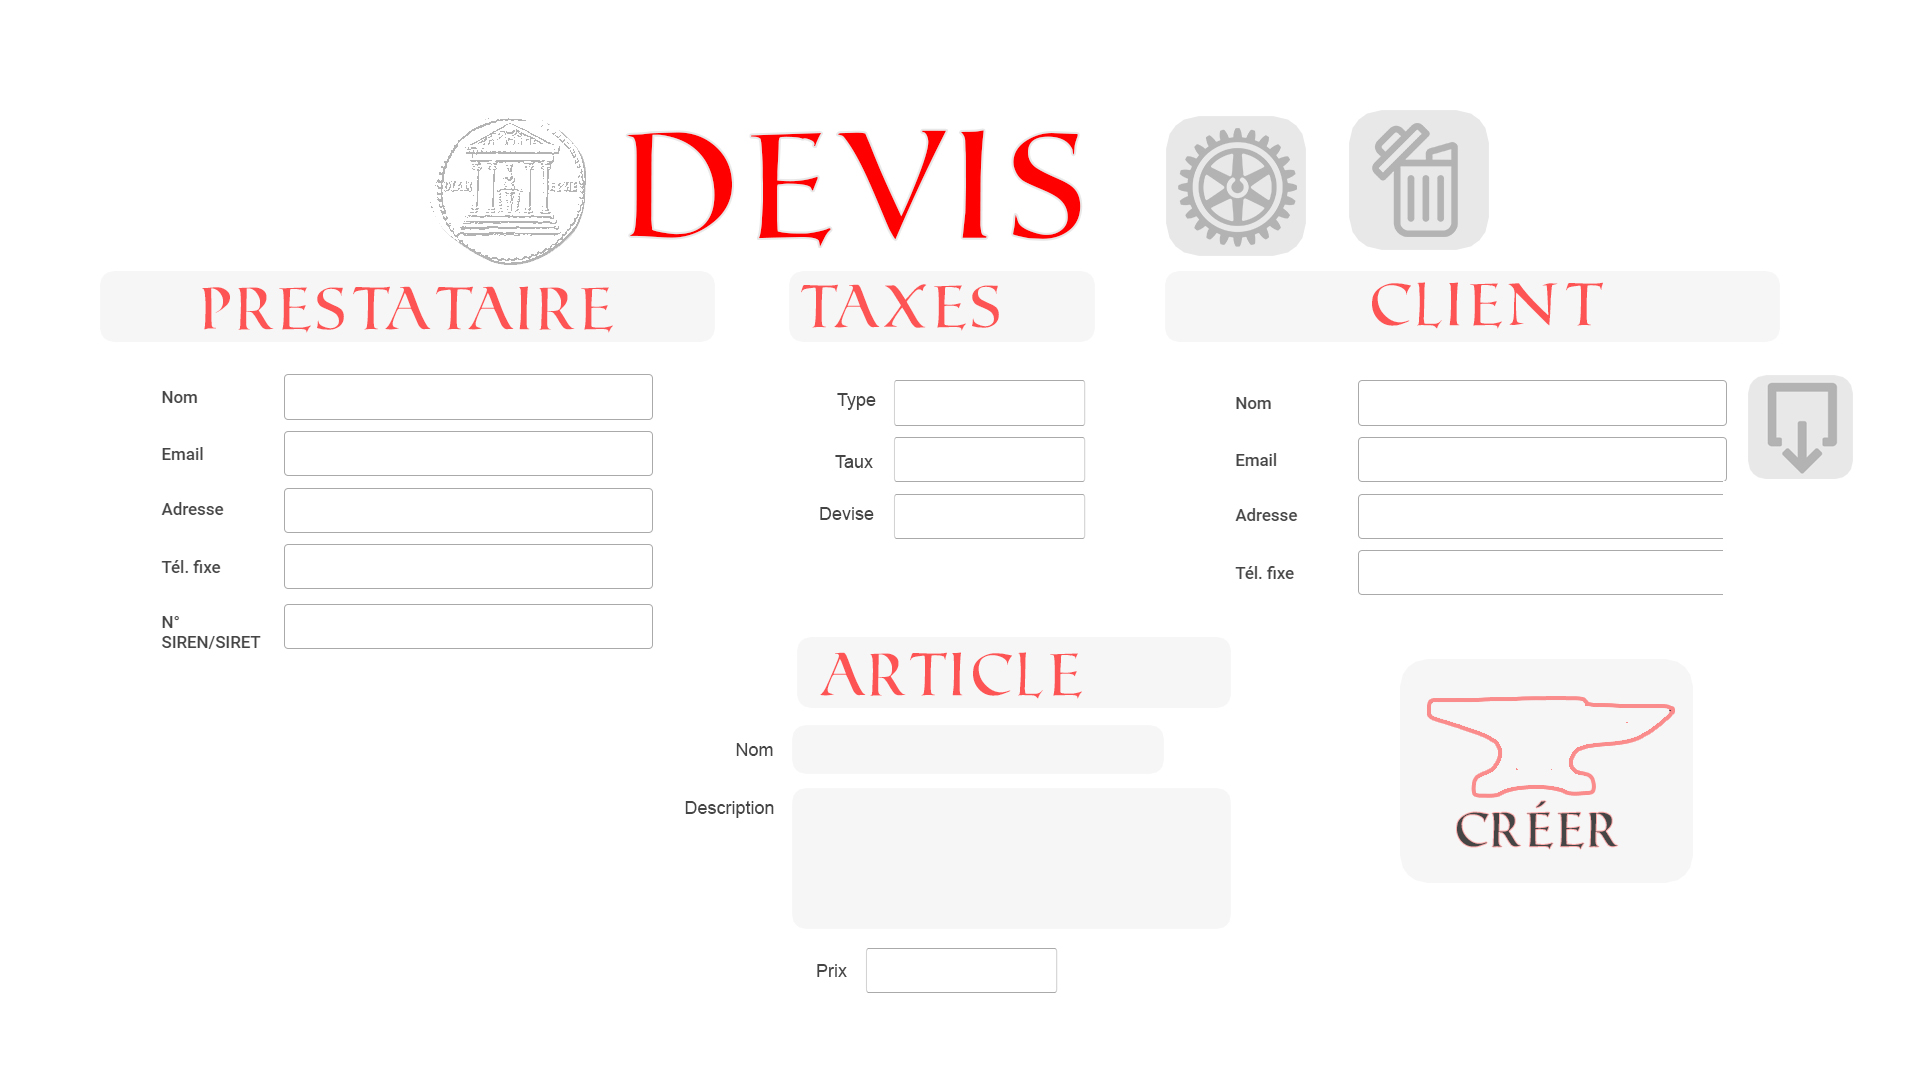 DEVIS
PRESTATAIRE
Nom
Email
Adresse
Tél. fixe
N°
SIREN/SIRET
TAXES
Type
Taux
Devise
CLIENT
Nom
Email
Adresse
Tél. fixe
ARTICLE
Nom
Description
Prix
CRÉER